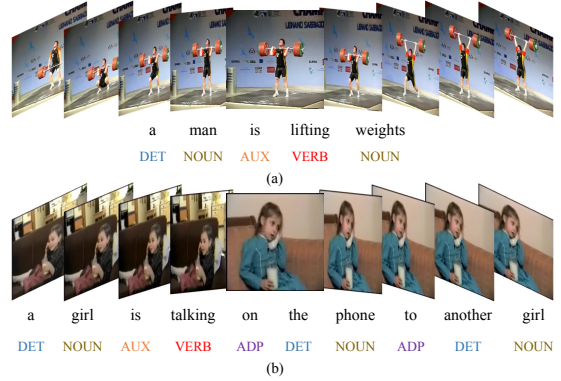 a man is lifting weights
DET NOUN AUX VERB NOUN
(a)
a girl is talking on the phone to another girl
DET NOUN AUX VERB ADP DET NOUN ADP DET NOUN
(b)